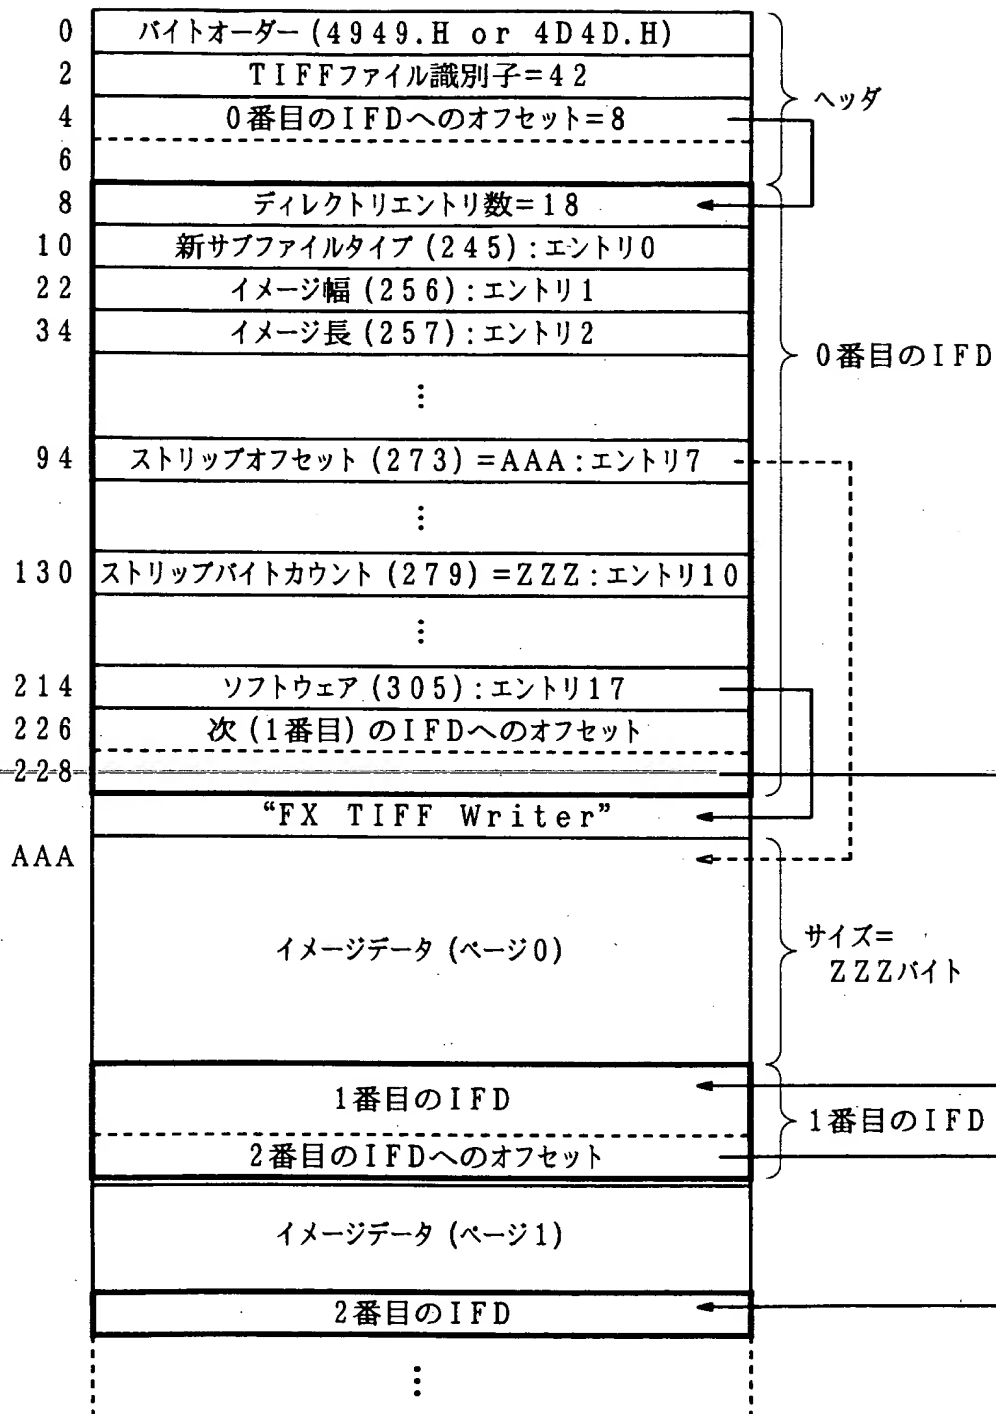 0 バイトオーダー (4949.H or 4D4D.H)
2 TIFFファイル識別子=42
ヘッダ
4 0番目のIFDへのオフセット=8
6
8 ディレクトリエントリ数=18
10 新サブファイルタイプ (245):エントリ0
22 イメージ幅 (256):エントリ1
34 イメージ長 (257):エントリ2
0番目のIFD
⋮
94 ストリップオフセット (273) =AAA:エントリ7
⋮
130 ストリップバイトカウント (279) =ZZZ:エントリ10
⋮
214 ソフトウェア (305):エントリ17
226 次 (1番目) のIFDへのオフセット
228
“FX TIFF Writer”
AAA
イメージデータ (ページ0)
サイズ=
ZZZバイト
1番目のIFD
1番目のIFD
2番目のIFDへのオフセット
イメージデータ (ページ1)
2番目のIFD
⋮